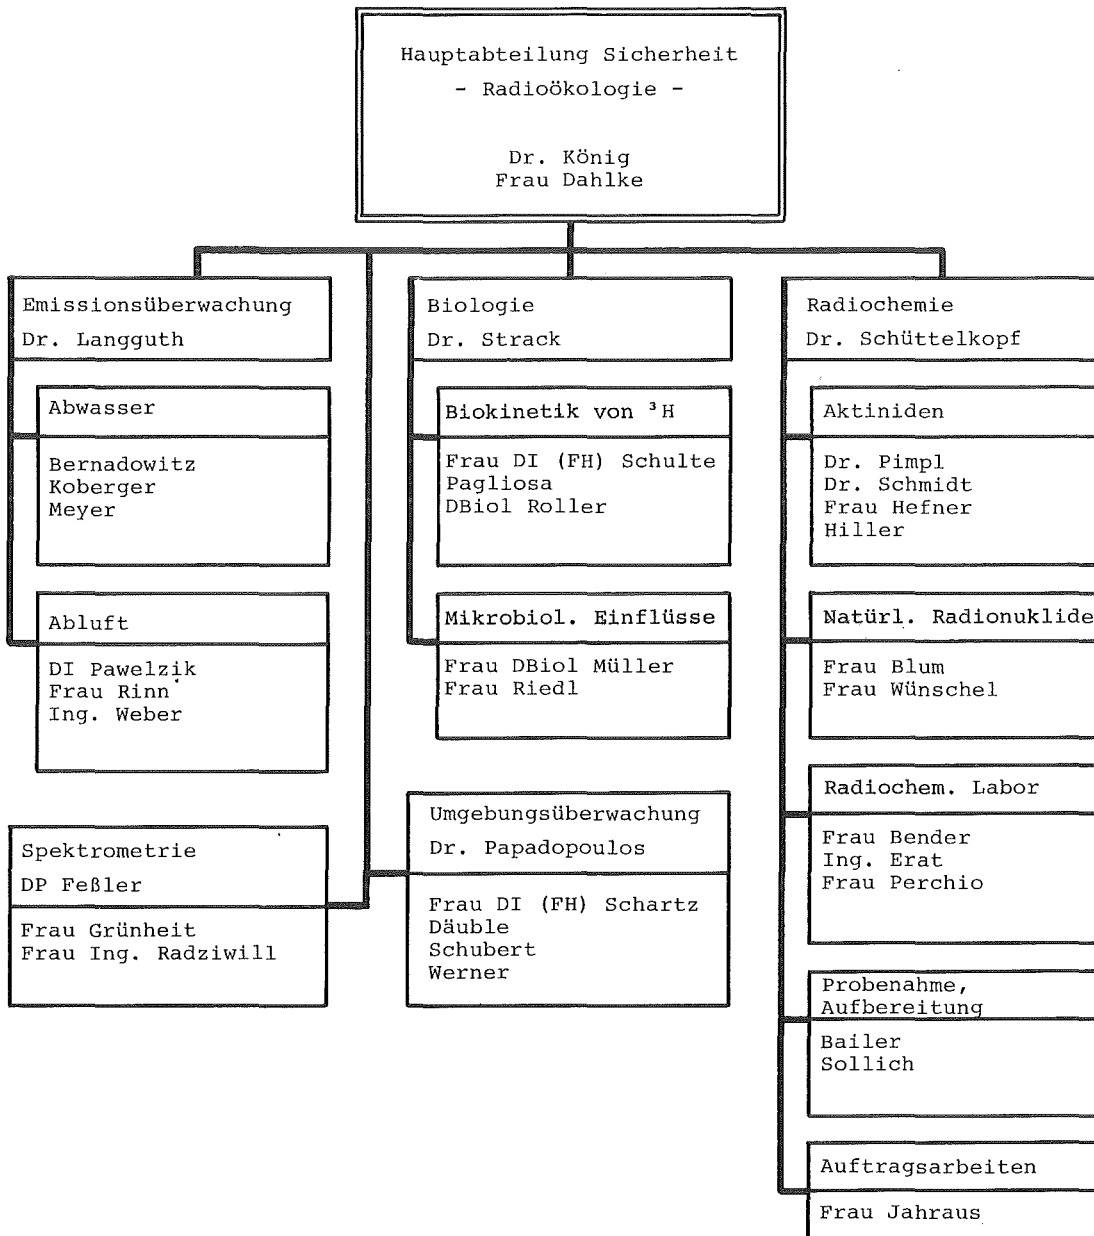 Hauptabteilung Sicherheit
- Radioökologie -
Dr. König
Frau Dahlke
Emissionsüberwachung
Dr. Langguth
Abwasser
Bernadowitz
Koberger
Meyer
Abluft
DI Pawelzik
Frau Rinn
Ing. Weber
Spektrometrie
DP Feßler
Frau Grünheit
Frau Ing. Radziwill
Biologie
Dr. Strack
Biokinetik von ³H
Frau DI (FH) Schulte
Pagliosa
DBiol Roller
Mikrobiol. Einflüsse
Frau DBiol Müller
Frau Riedl
Umgebungsüberwachung
Dr. Papadopoulos
Frau DI (FH) Schartz
Däuble
Schubert
Werner
Radiochemie
Dr. Schüttelkopf
Aktiniden
Dr. Pimpl
Dr. Schmidt
Frau Hefner
Hiller
Natürl. Radionuklide
Frau Blum
Frau Wünschel
Radiochem. Labor
Frau Bender
Ing. Erat
Frau Perchio
Probenahme,
Aufbereitung
Bailer
Sollich
Auftragsarbeiten
Frau Jahraus